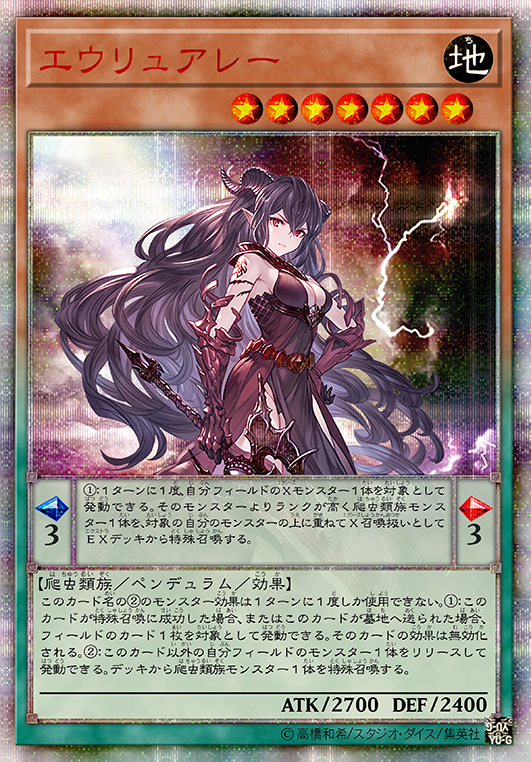 エウリュアレー
地
①:1ターンに1度、自分フィールドのXモンスター1体を対象として
発動できる。そのモンスターよりランクが高く爬虫類族モンス
ター1体を、対象の自分のモンスターの上に重ねてX召喚扱いとして
EXデッキから特殊召喚する。
3
3
【爬虫類族/ペンデュラム/効果】
このカード名の②のモンスター効果は1ターンに1度しか使用できない。①:こ
のカードが特殊召喚に成功した場合、またはこのカードが墓地へ送られた場合、
フィールドのカード1枚を対象として発動できる。そのカードの効果は無効化
される。②:このカード以外の自分フィールドのモンスター1体をリリースして
発動できる。デッキから爬虫類族モンスター1体を特殊召喚する。
ATK/2700 DEF/2400
©高橋和希/スタジオ・ダイス/集英社